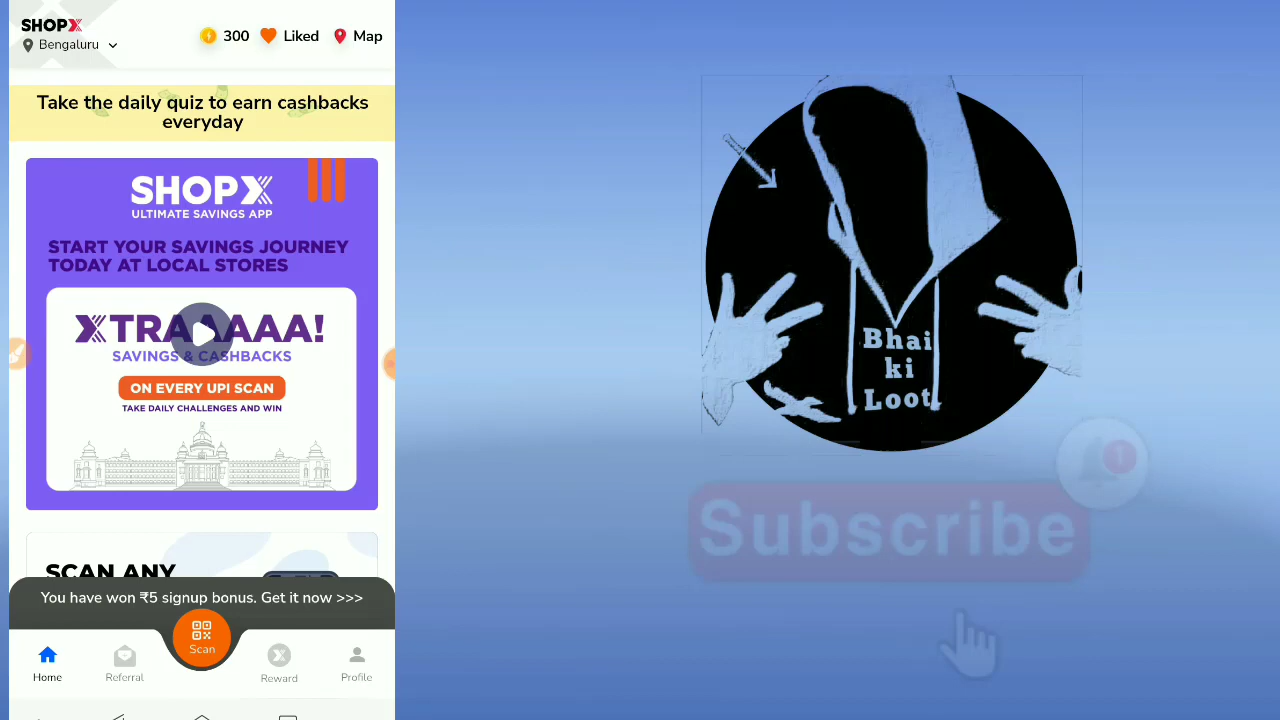 SHOPX
Bengaluru
300
Liked
Map
Take the daily quiz to earn cashbacks
everyday
SHOPX
ULTIMATE SAVINGS APP
START YOUR SAVINGS JOURNEY
TODAY AT LOCAL STORES
XTRAAAAA!
SAVINGS & CASHBACKS
ON EVERY UPI SCAN
TAKE DAILY CHALLENGES AND WIN
SCAN ANY
You have won ₹5 signup bonus. Get it now >>>
Scan
Home
Referral
Reward
Profile
Bhai
ki
Loot
1
Subscribe